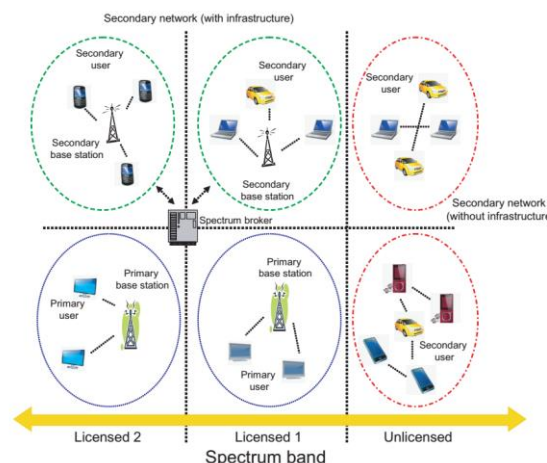 Secondary network (with infrastructure)
Secondary
user
Secondary
base station
Secondary
user
Secondary
base station
Secondary
user
Secondary network
(without infrastructure
Spectrum broker
Primary
base station
Primary
user
Primary
base station
Primary
user
Secondary
user
Licensed 2
Licensed 1
Unlicensed
Spectrum band